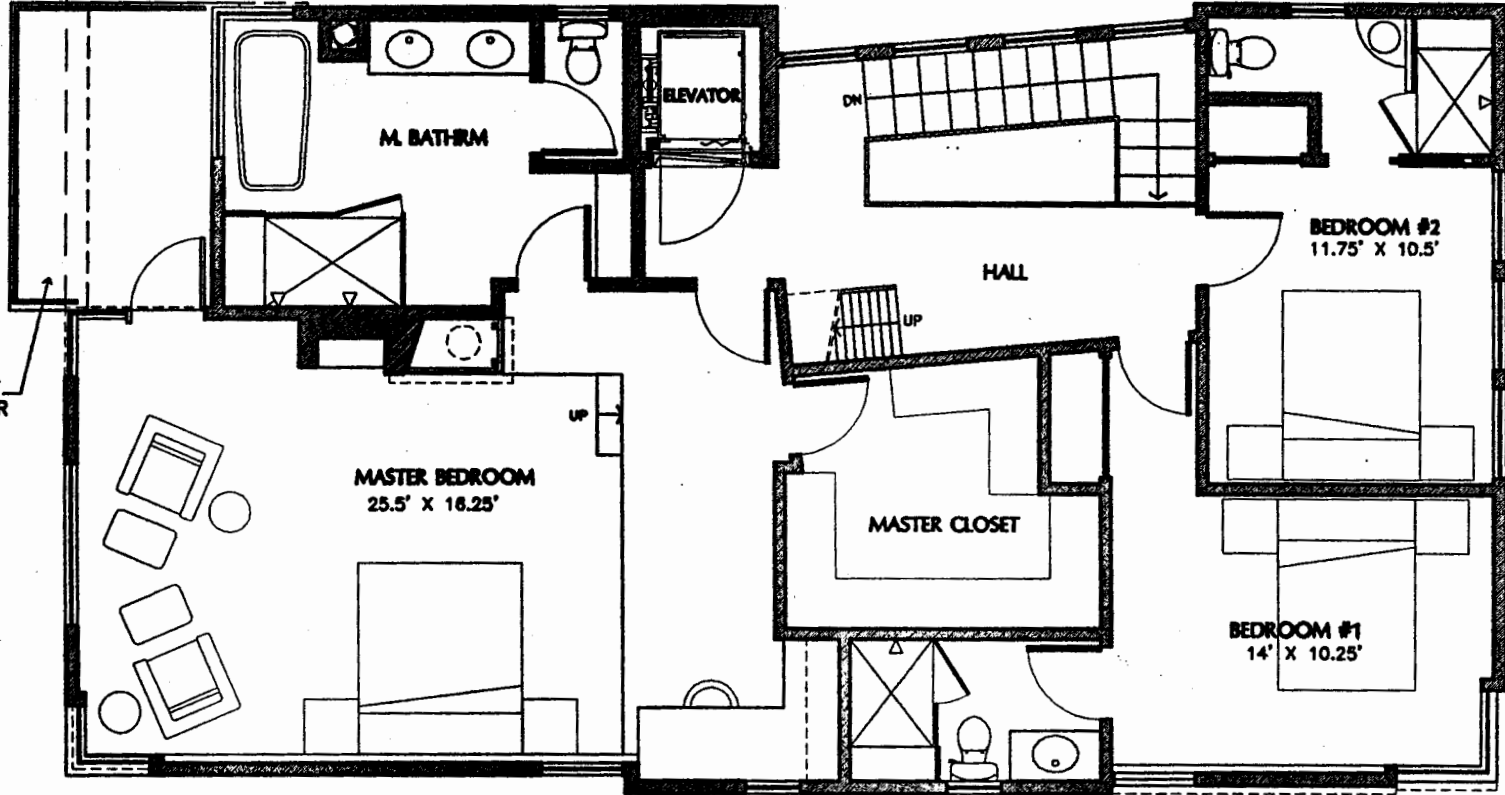 M. BATHRM
ELEVATOR
DN
BEDROOM #2
11.75' X 10.5'
HALL
UP
R
UP
MASTER BEDROOM
25.5' X 16.25'
MASTER CLOSET
BEDROOM #1
14' X 10.25'